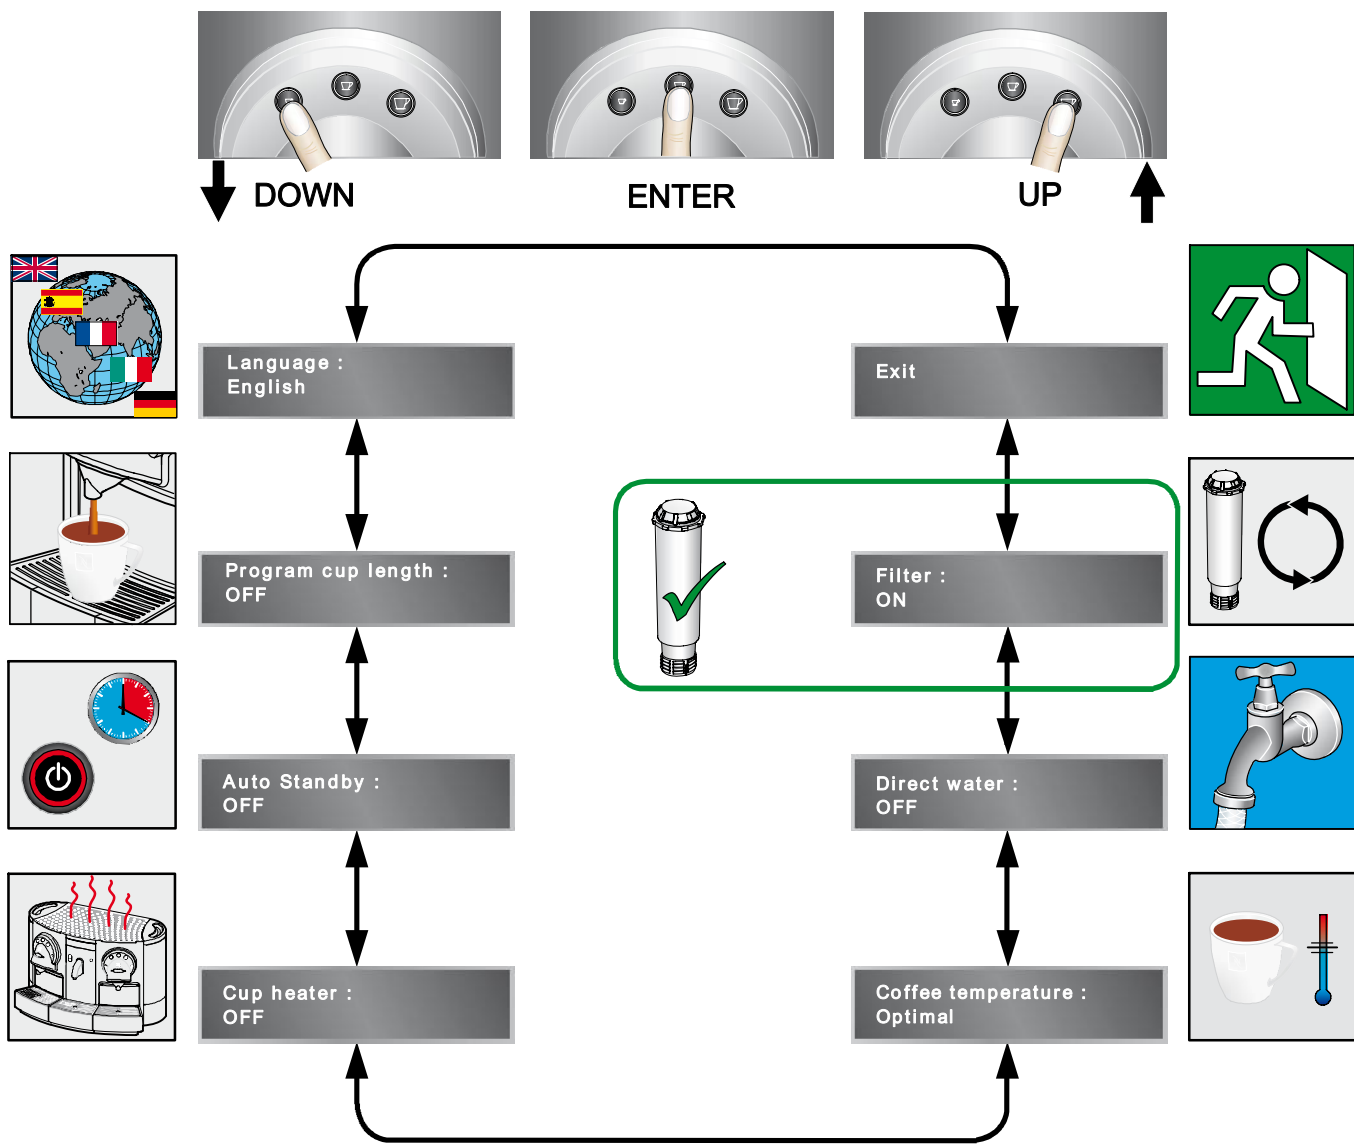 DOWN
ENTER
UP
Language :
English
Exit
Program cup length :
OFF
Filter :
ON
Auto Standby :
OFF
Direct water :
OFF
Cup heater :
OFF
Coffee temperature :
Optimal